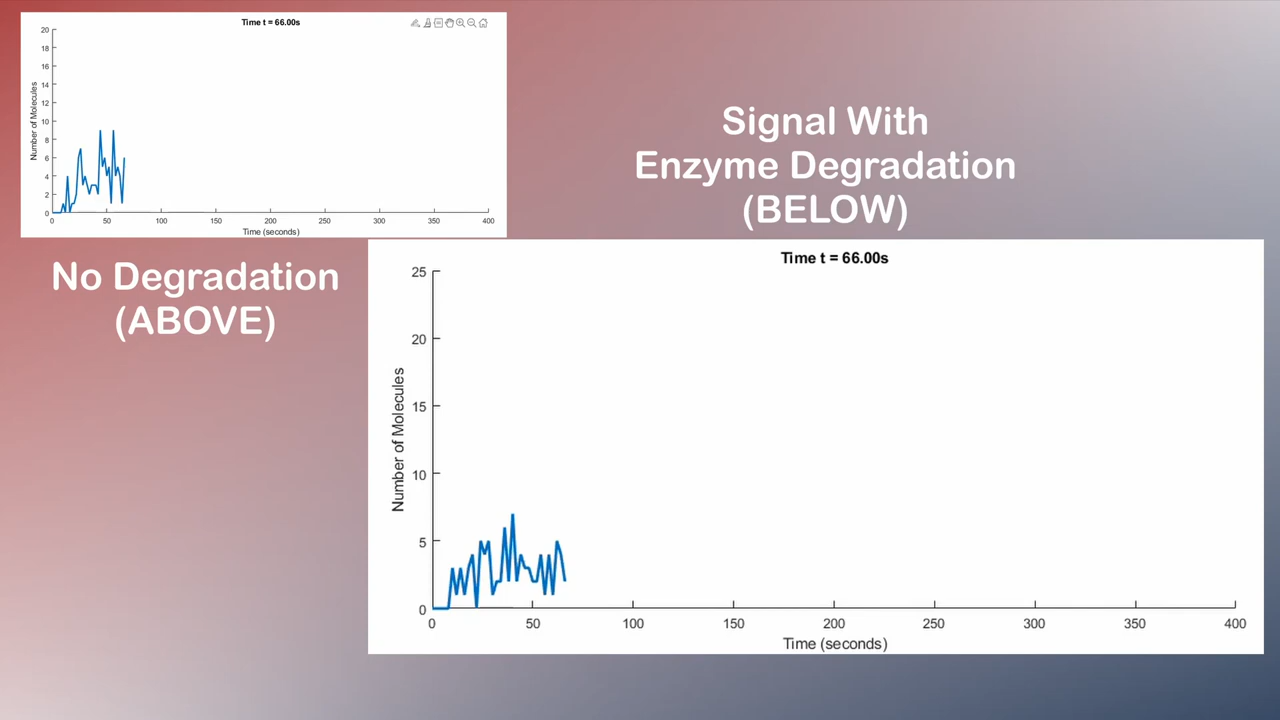 Time t = 66.00s
20
18
16
14
12
10
8
6
4
2
0
Number of Molecules
0 50 100 150 200 250 300 350 400
Time (seconds)
No Degradation
(ABOVE)
Signal With
Enzyme Degradation
(BELOW)
Time t = 66.00s
25
20
15
10
5
0
Number of Molecules
0 50 100 150 200 250 300 350 400
Time (seconds)